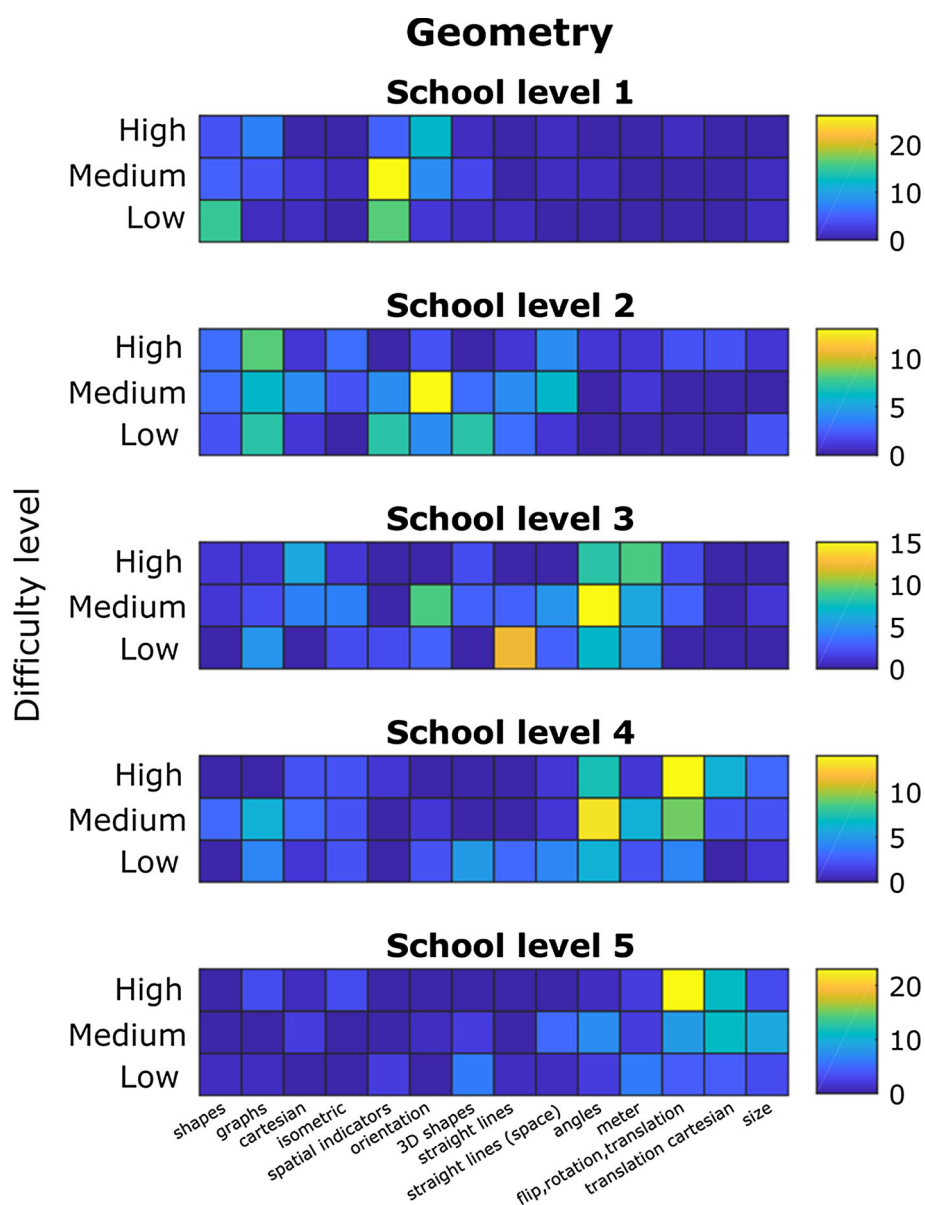 Geometry
School level 1
High
Medium
Low
20
10
0
School level 2
High
Medium
Low
10
5
0
School level 3
High
Medium
Low
15
10
5
0
School level 4
High
Medium
Low
10
5
0
School level 5
High
Medium
Low
20
10
0
Difficulty level
shapes
graphs
cartesian
isometric
spatial indicators
orientation
3D shapes
straight lines
straight lines (space)
angles
meter
flip,rotation,translation
translation cartesian
size